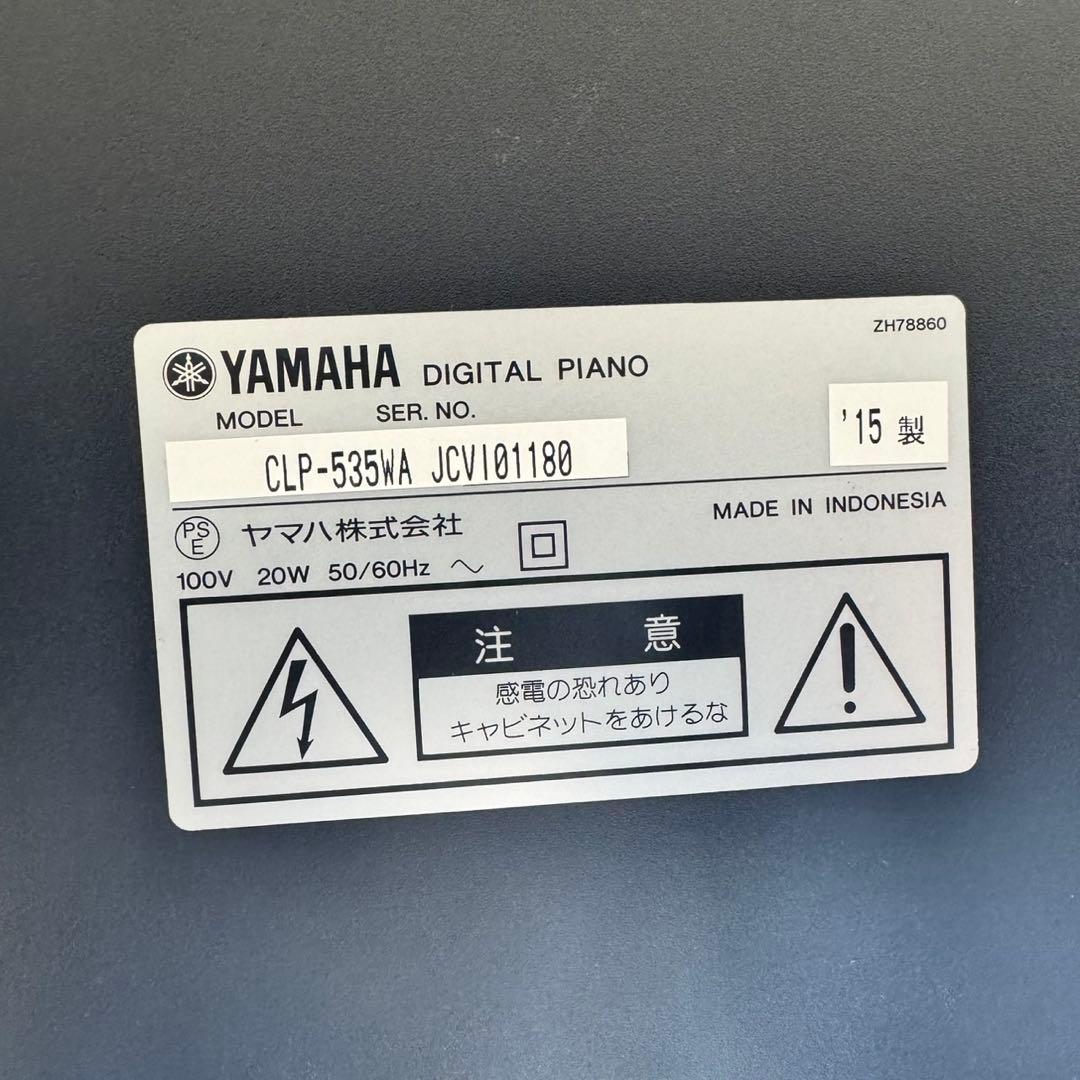 ZH78860
YAMAHA DIGITAL PIANO
MODEL SER. NO.
CLP-535WA JCVI01180
'15 製
MADE IN INDONESIA
PS
E
ヤマハ株式会社
100V 20W 50/60Hz ～
注 意
感電の恐れあり
キャビネットをあけるな